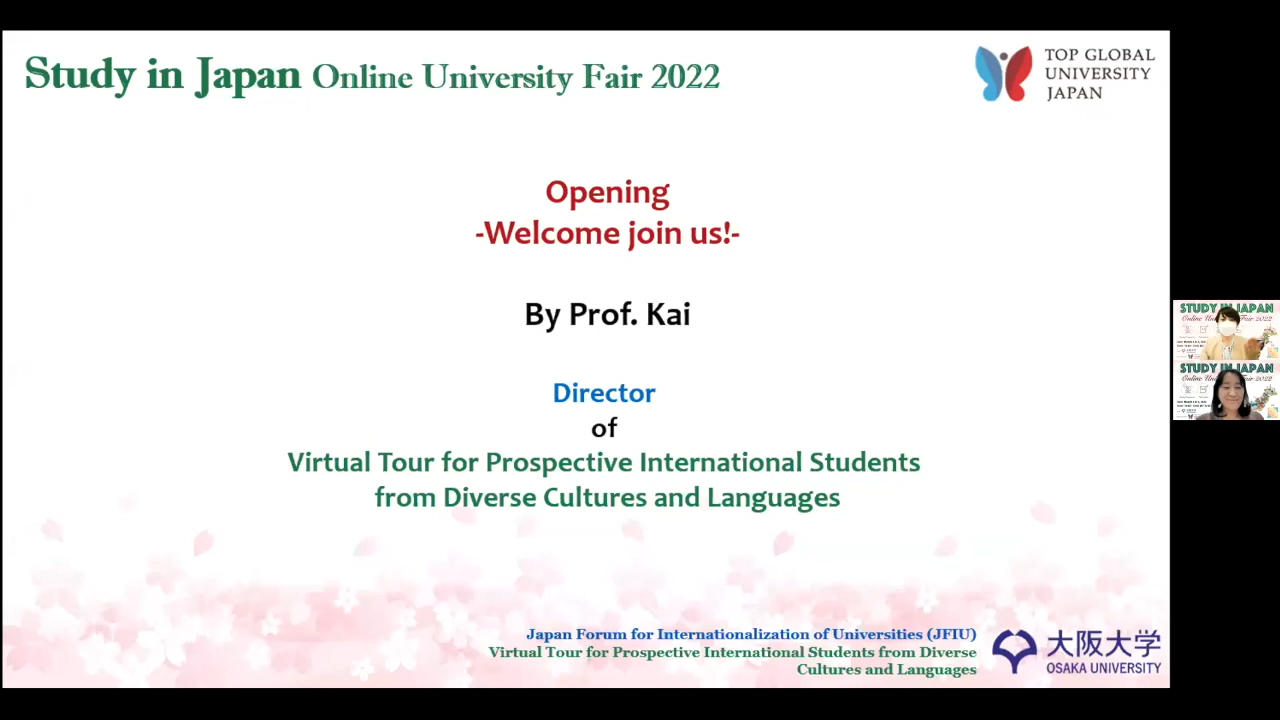 Study in Japan Online University Fair 2022
TOP GLOBAL
UNIVERSITY
JAPAN
Opening
-Welcome join us!-
By Prof. Kai
Director
of
Virtual Tour for Prospective International Students
from Diverse Cultures and Languages
STUDY IN JAPAN
STUDY IN JAPAN
Japan Forum for Internationalization of Universities (JFIU)
Virtual Tour for Prospective International Students from Diverse
Cultures and Languages
大阪大学
OSAKA UNIVERSITY